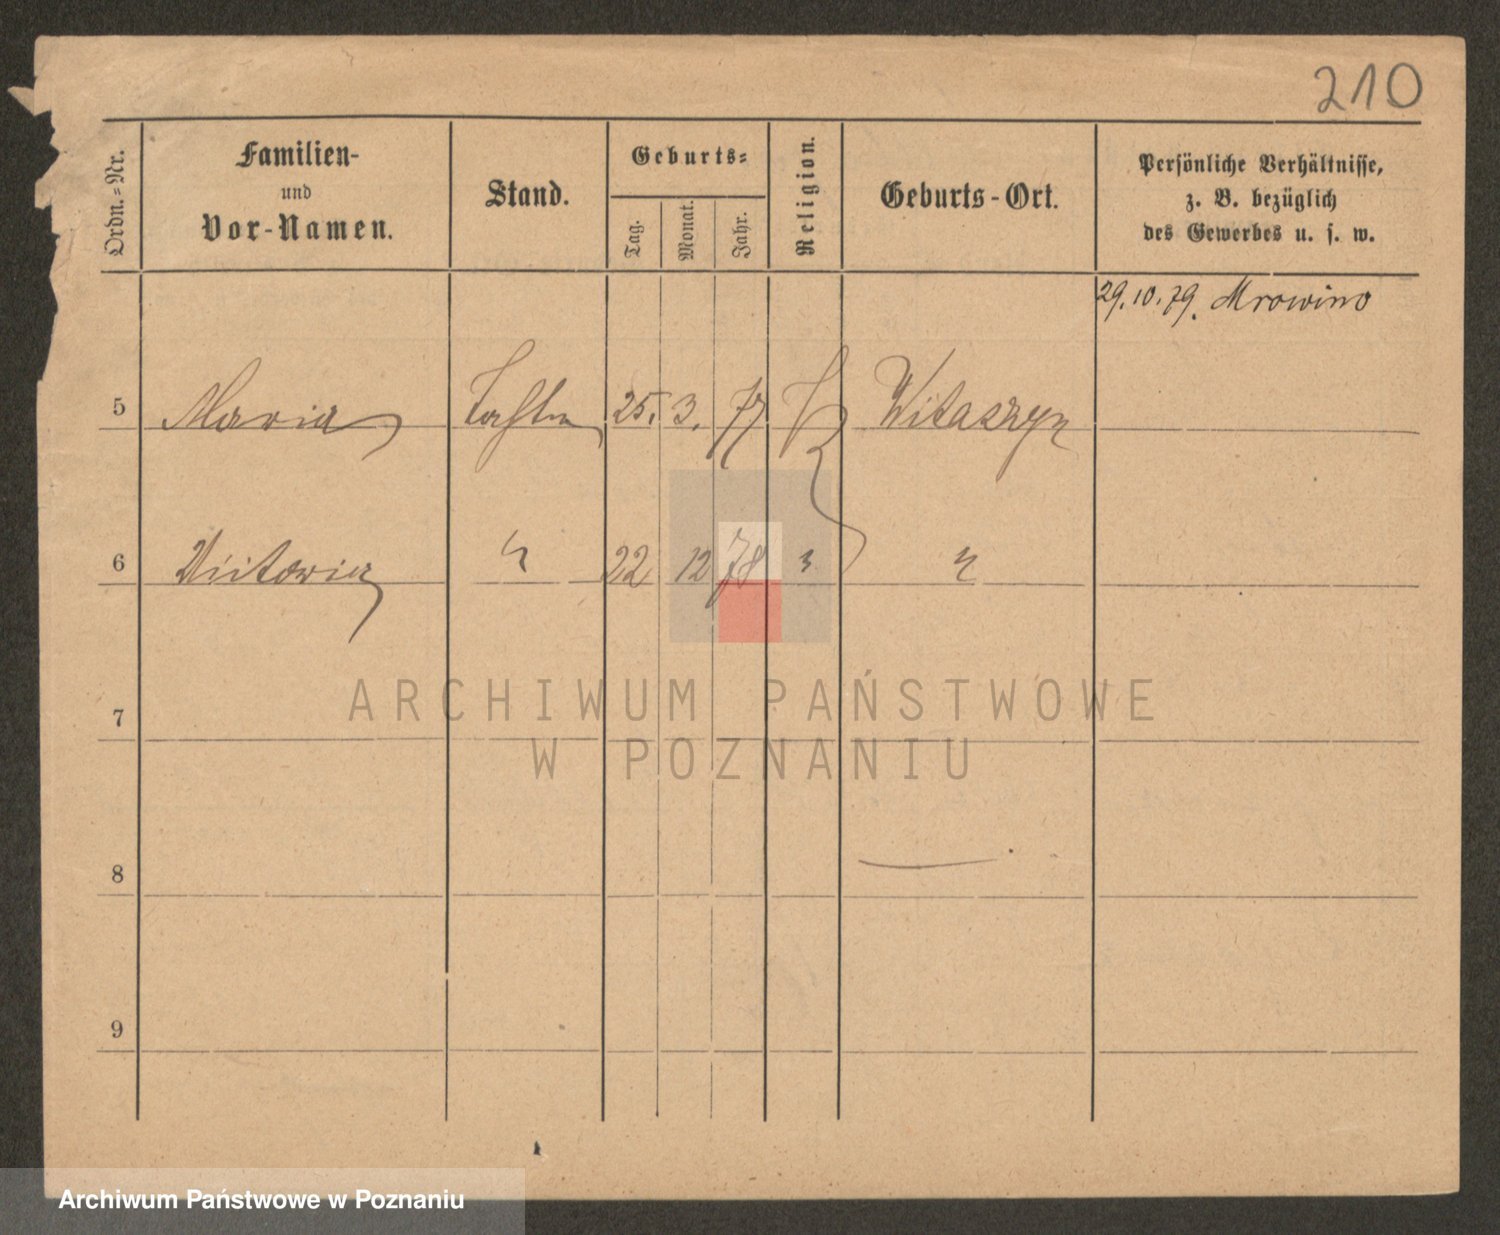 210
Ordn.-Nr.
Familien-
und
Vor-Namen.
Stand.
Geburts-
Tag.
Monat.
Jahr.
Religion.
Geburts-Ort.
Persönliche Verhältnisse,
z. B. bezüglich
des Gewerbes u. s. w.
29.10.79. Mrowino
5 Maria Tochter 25. 3. 77 Witaszyn
6 Wiktoria 22 12 78
7
8
9
ARCHIWUM PAŃSTWOWE
W POZNANIU
Archiwum Państwowe w Poznaniu